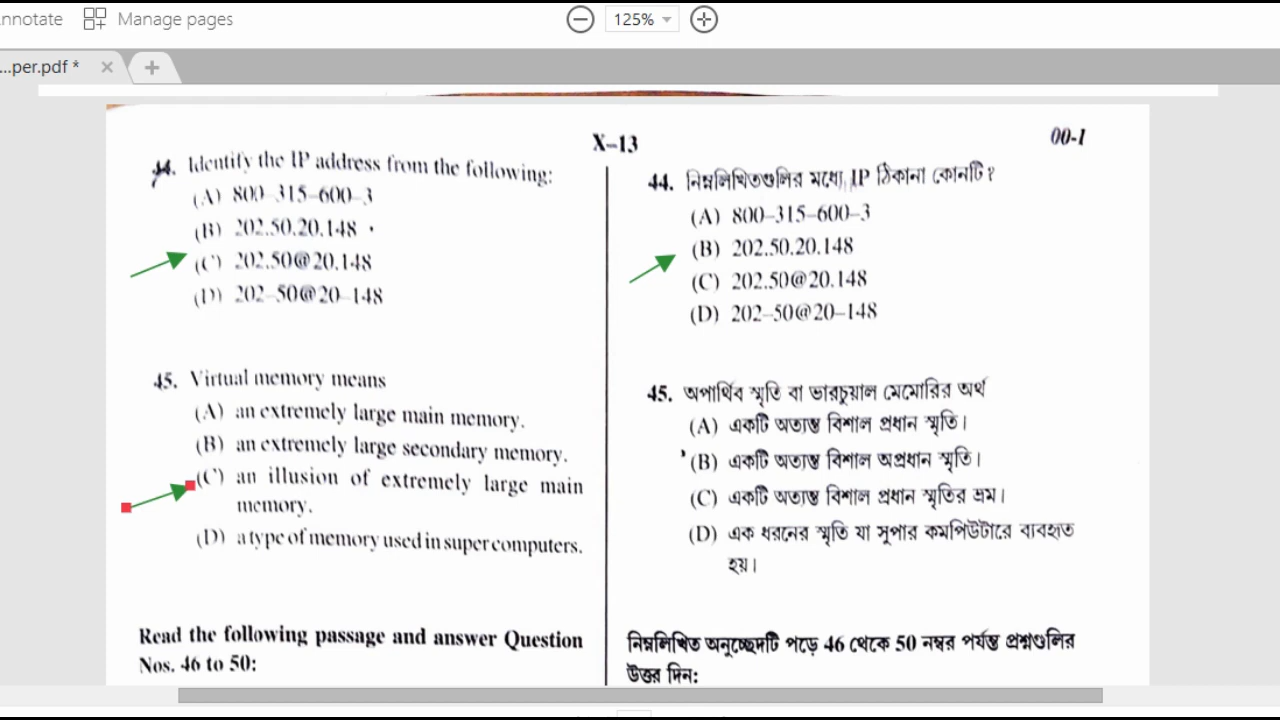 nnotate
Manage pages
125%
...per.pdf *
X–13
00-1
44. Identify the IP address from the following:
(A) 800–315–600–3
(B) 202.50.20.148
(C) 202.50@20.148
(D) 202–50@20–148
45. Virtual memory means
(A) an extremely large main memory.
(B) an extremely large secondary memory.
(C) an illusion of extremely large main
memory.
(D) a type of memory used in super computers.
Read the following passage and answer Question
Nos. 46 to 50:
44. নিম্নলিখিতগুলির মধ্যে IP ঠিকানা কোনটি?
(A) 800–315–600–3
(B) 202.50.20.148
(C) 202.50@20.148
(D) 202–50@20–148
45. অপার্থিব স্মৃতি বা ভারচুয়াল মেমোরির অর্থ
(A) একটি অত্যন্ত বিশাল প্রধান স্মৃতি।
(B) একটি অত্যন্ত বিশাল অপ্রধান স্মৃতি।
(C) একটি অত্যন্ত বিশাল প্রধান স্মৃতির ভ্রম।
(D) এক ধরনের স্মৃতি যা সুপার কমপিউটারে ব্যবহৃত
হয়।
নিম্নলিখিত অনুচ্ছেদটি পড়ে 46 থেকে 50 নম্বর পর্যন্ত প্রশ্নগুলির
উত্তর দিন: